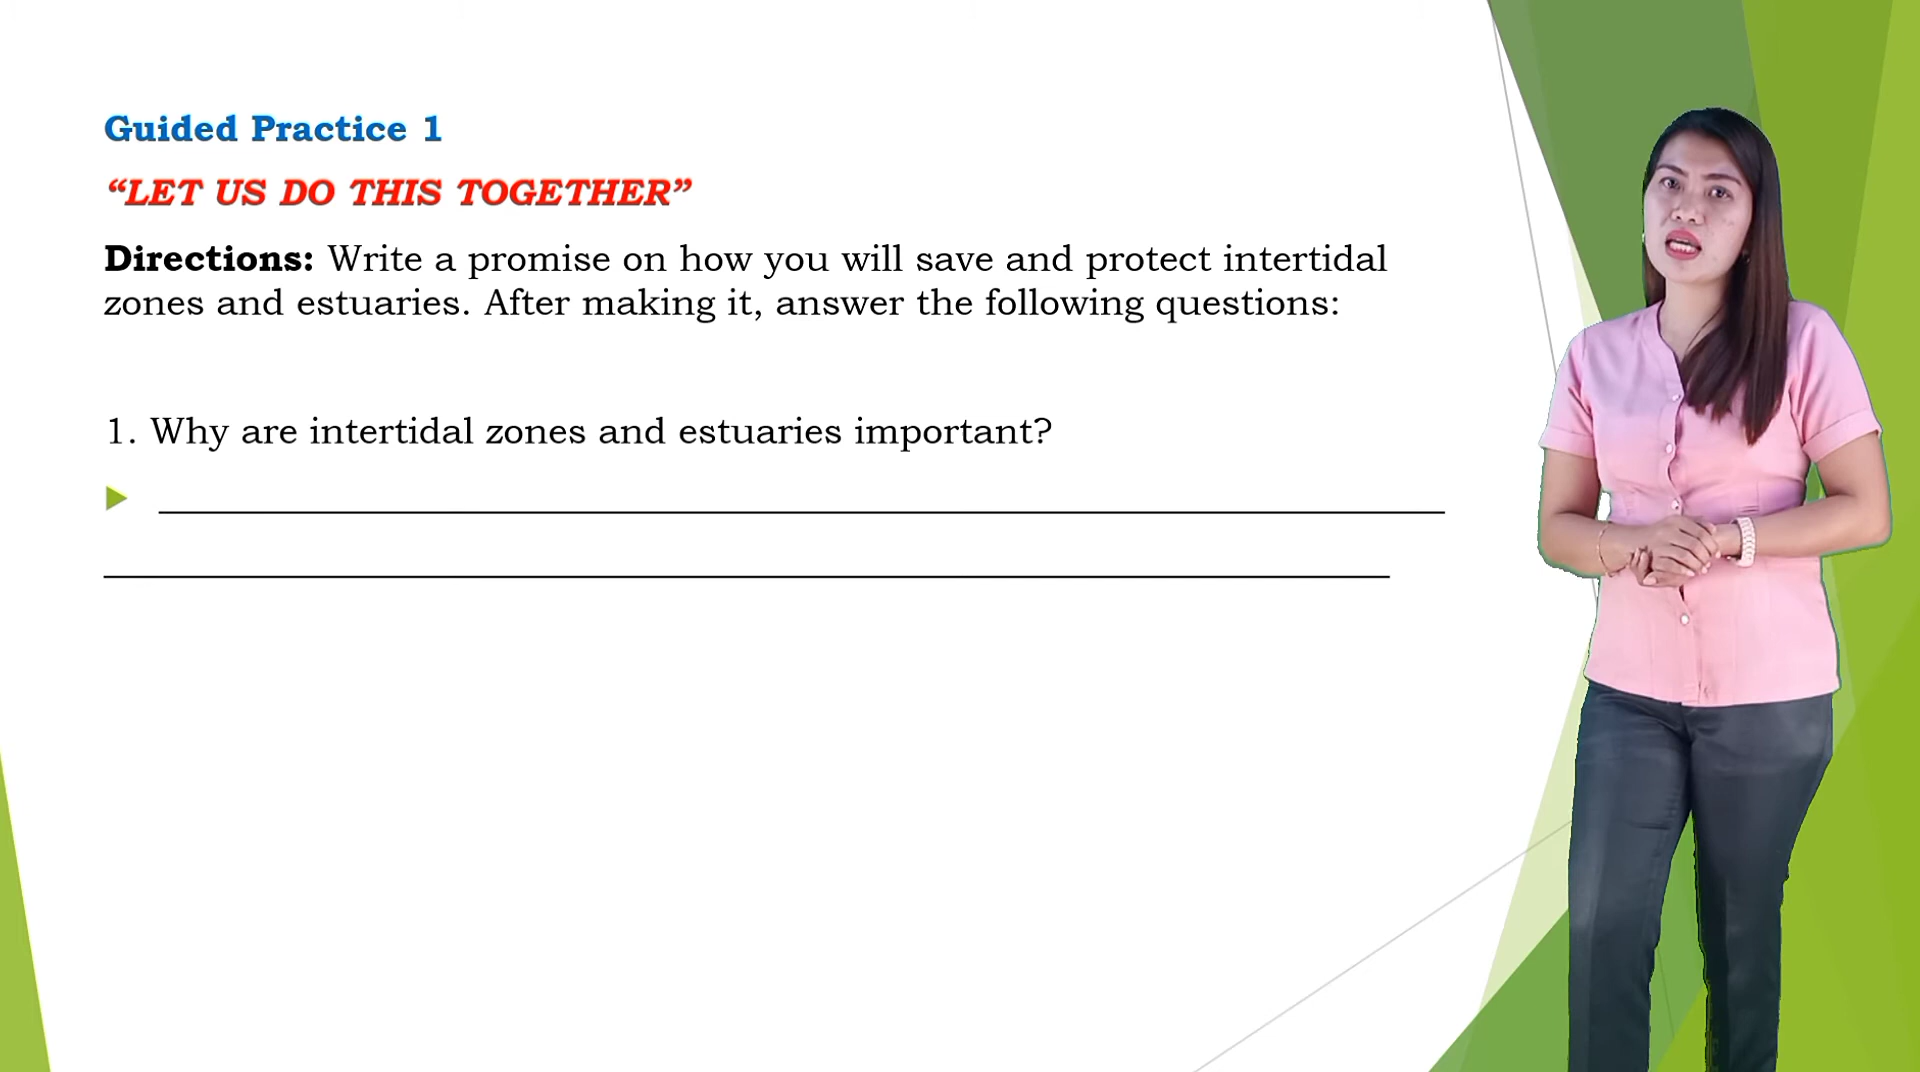 Guided Practice 1
“LET US DO THIS TOGETHER”
Directions: Write a promise on how you will save and protect intertidal
zones and estuaries. After making it, answer the following questions:
1. Why are intertidal zones and estuaries important?